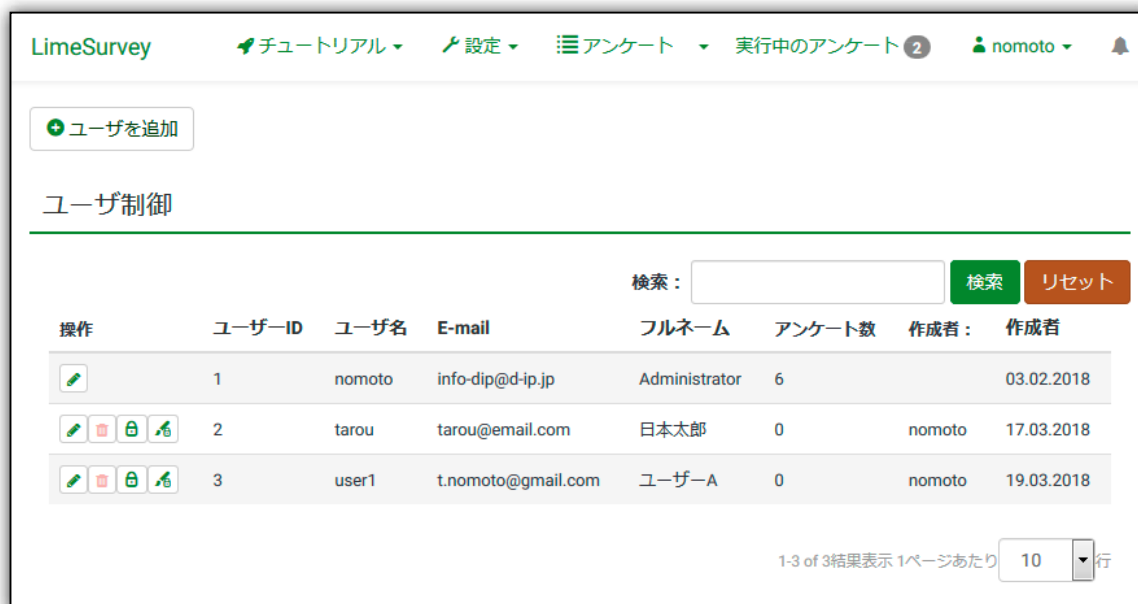 LimeSurvey チュートリアル 設定 アンケート 実行中のアンケート 2 nomoto
ユーザを追加
ユーザ制御
検索： 検索 リセット
操作 ユーザーID ユーザ名 E-mail フルネーム アンケート数 作成者： 作成者
1 nomoto info-dip@d-ip.jp Administrator 6 03.02.2018
2 tarou tarou@email.com 日本太郎 0 nomoto 17.03.2018
3 user1 t.nomoto@gmail.com ユーザーA 0 nomoto 19.03.2018
1-3 of 3結果表示 1ページあたり 10 行